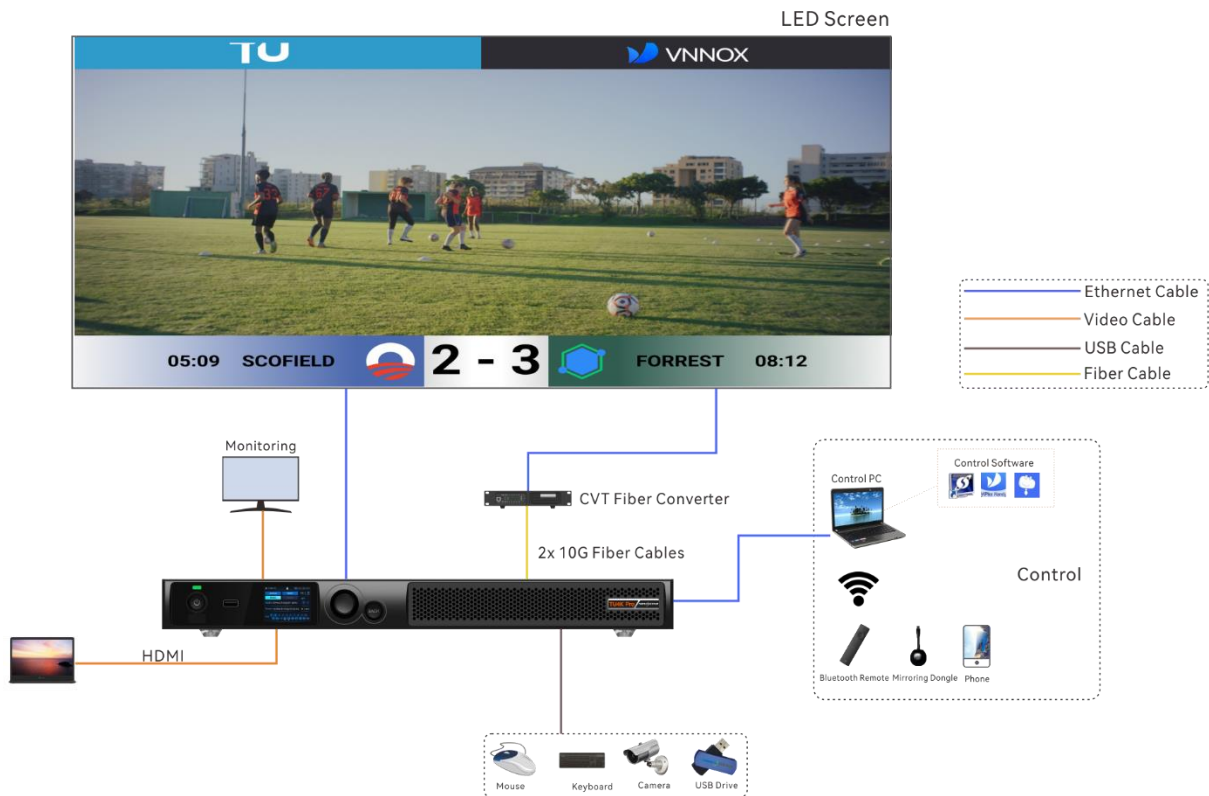 LED Screen
TU
VNNOX
05:09 SCOFIELD 2 - 3 FORREST 08:12
Ethernet Cable
Video Cable
USB Cable
Fiber Cable
Monitoring
CVT Fiber Converter
2x 10G Fiber Cables
HDMI
Control PC
Control Software
Control
Bluetooth Remote
Mirroring Dongle
Phone
Mouse
Keyboard
Camera
USB Drive